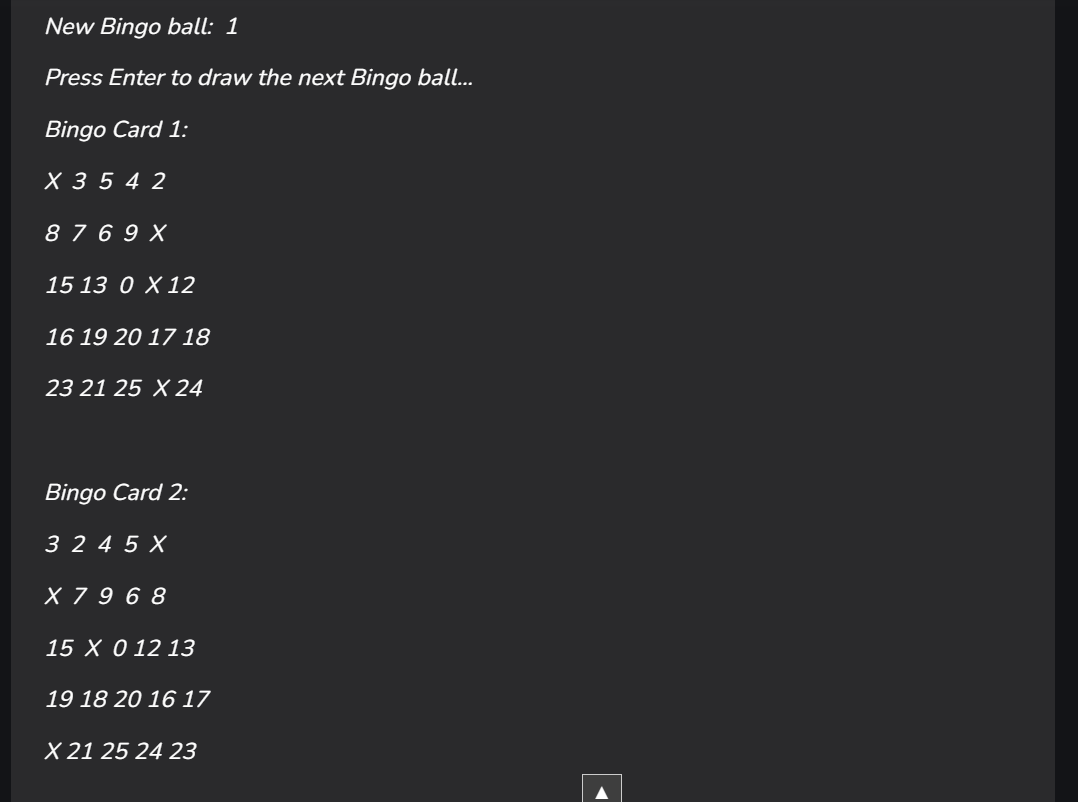 New Bingo ball: 1
Press Enter to draw the next Bingo ball...
Bingo Card 1:
X 3 5 4 2
8 7 6 9 X
15 13 0 X 12
16 19 20 17 18
23 21 25 X 24
Bingo Card 2:
3 2 4 5 X
X 7 9 6 8
15 X 0 12 13
19 18 20 16 17
X 21 25 24 23